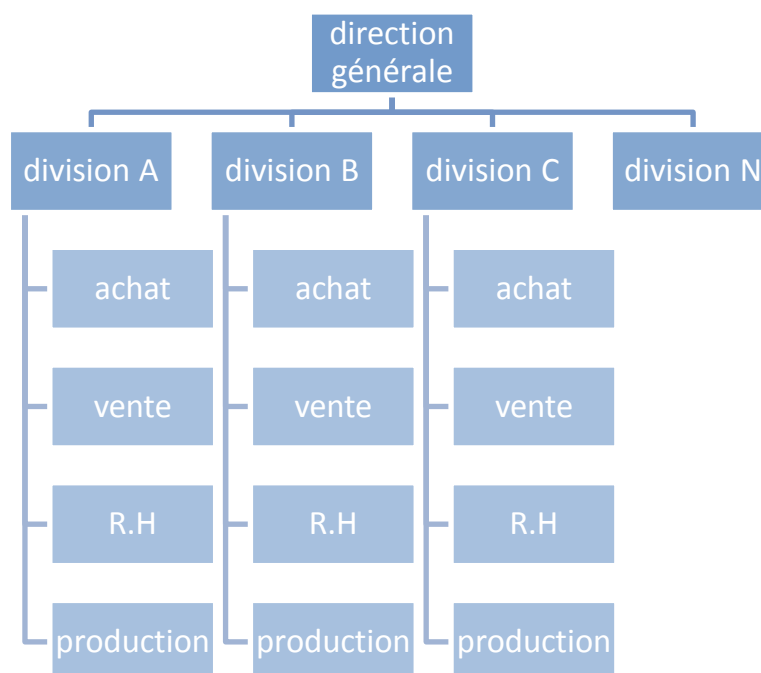 direction
générale
division A
division B
division C
division N
achat
achat
achat
vente
vente
vente
R.H
R.H
R.H
production
production
production